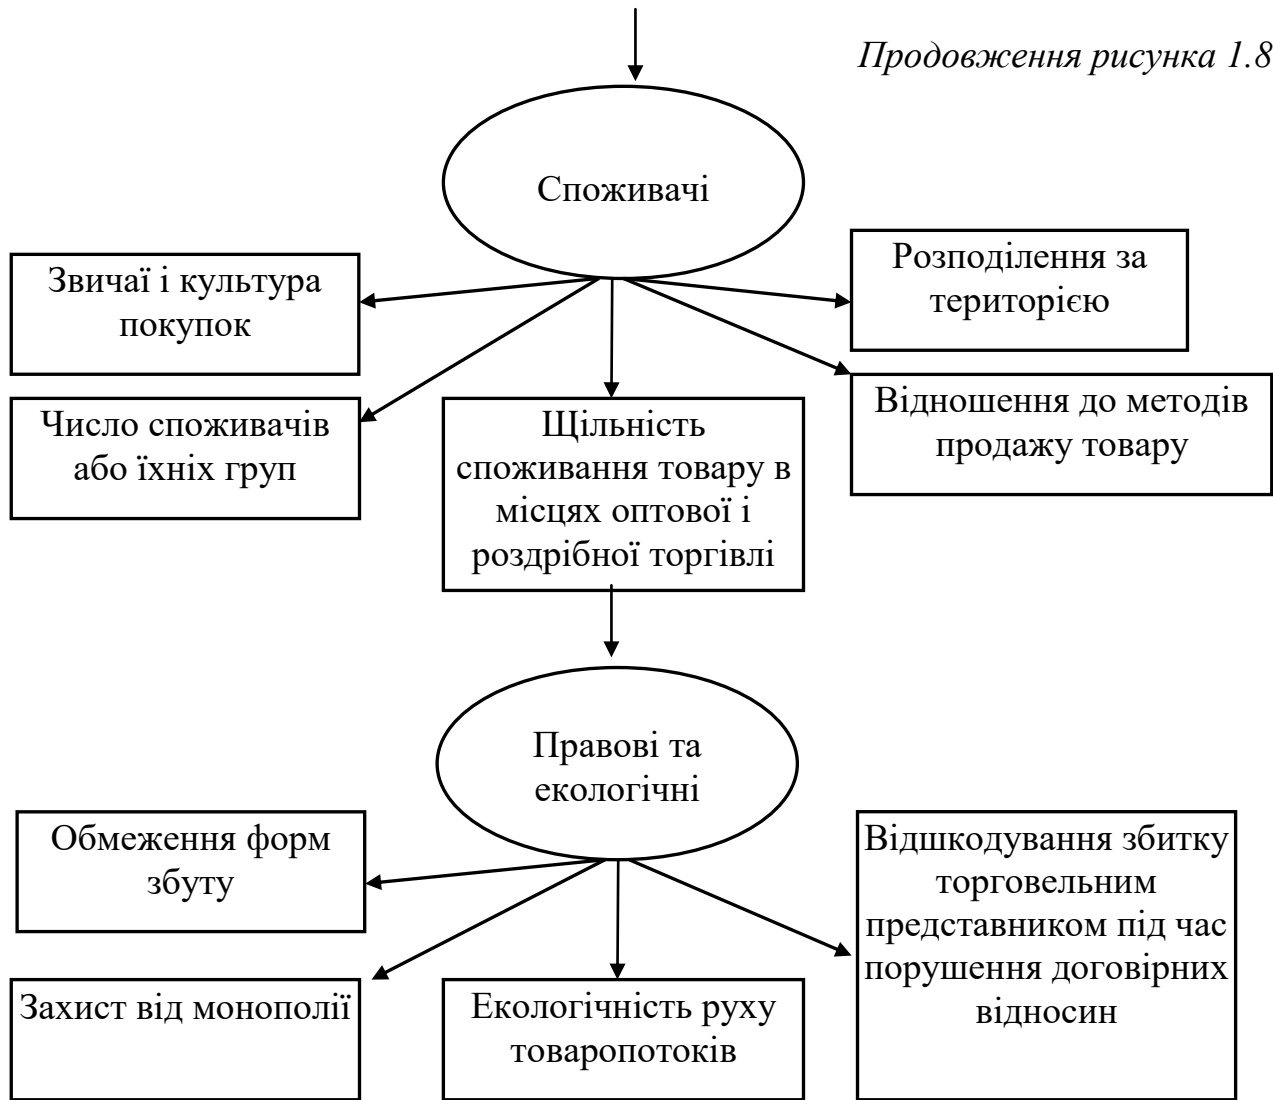 Продовження рисунка 1.8
Споживачі
Звичаї і культура
покупок
Розподілення за
територією
Число споживачів
або їхніх груп
Щільність
споживання товару в
місцях оптової і
роздрібної торгівлі
Відношення до методів
продажу товару
Правові та
екологічні
Обмеження форм
збуту
Захист від монополії
Екологічність руху
товаропотоків
Відшкодування збитку
торговельним
представником під час
порушення договірних
відносин